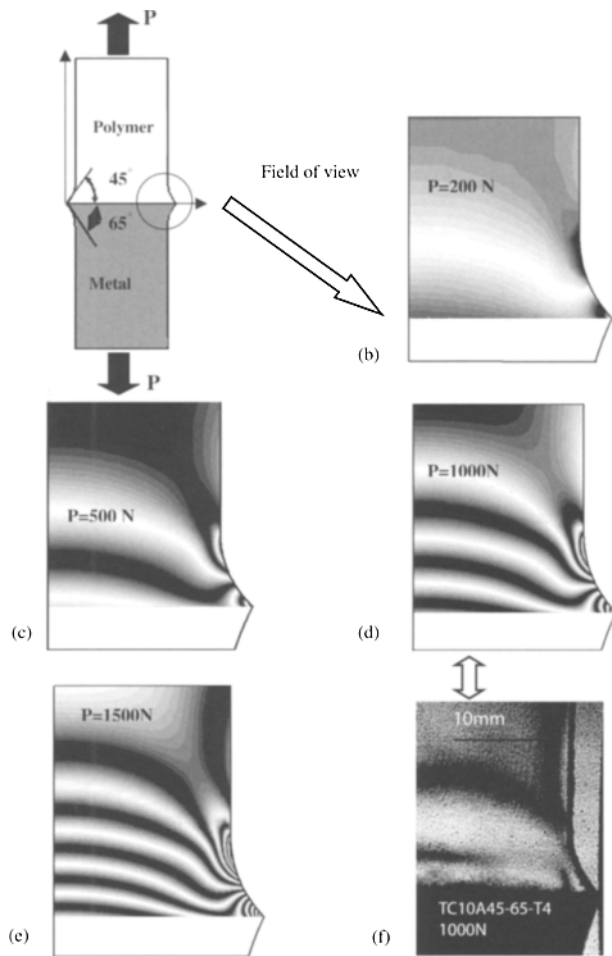 P
Polymer
45°
65°
Metal
P
Field of view
P=200 N
(b)
P=500 N
(c)
P=1000N
(d)
P=1500N
(e)
10mm
TC10A45-65-T4
1000N
(f)